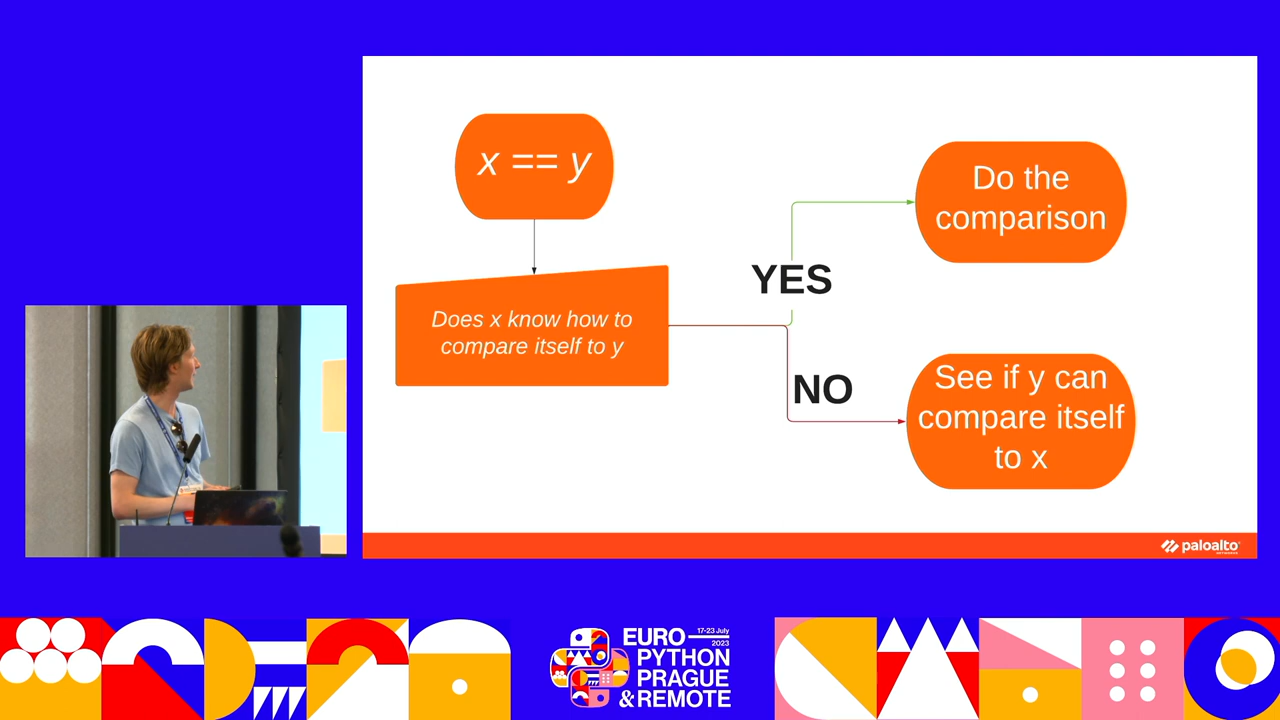 x == y
Does x know how to
compare itself to y
YES
NO
Do the
comparison
See if y can
compare itself
to x
paloalto
NETWORKS
EURO
17-23 July
2023
PYTHON
PRAGUE
& REMOTE